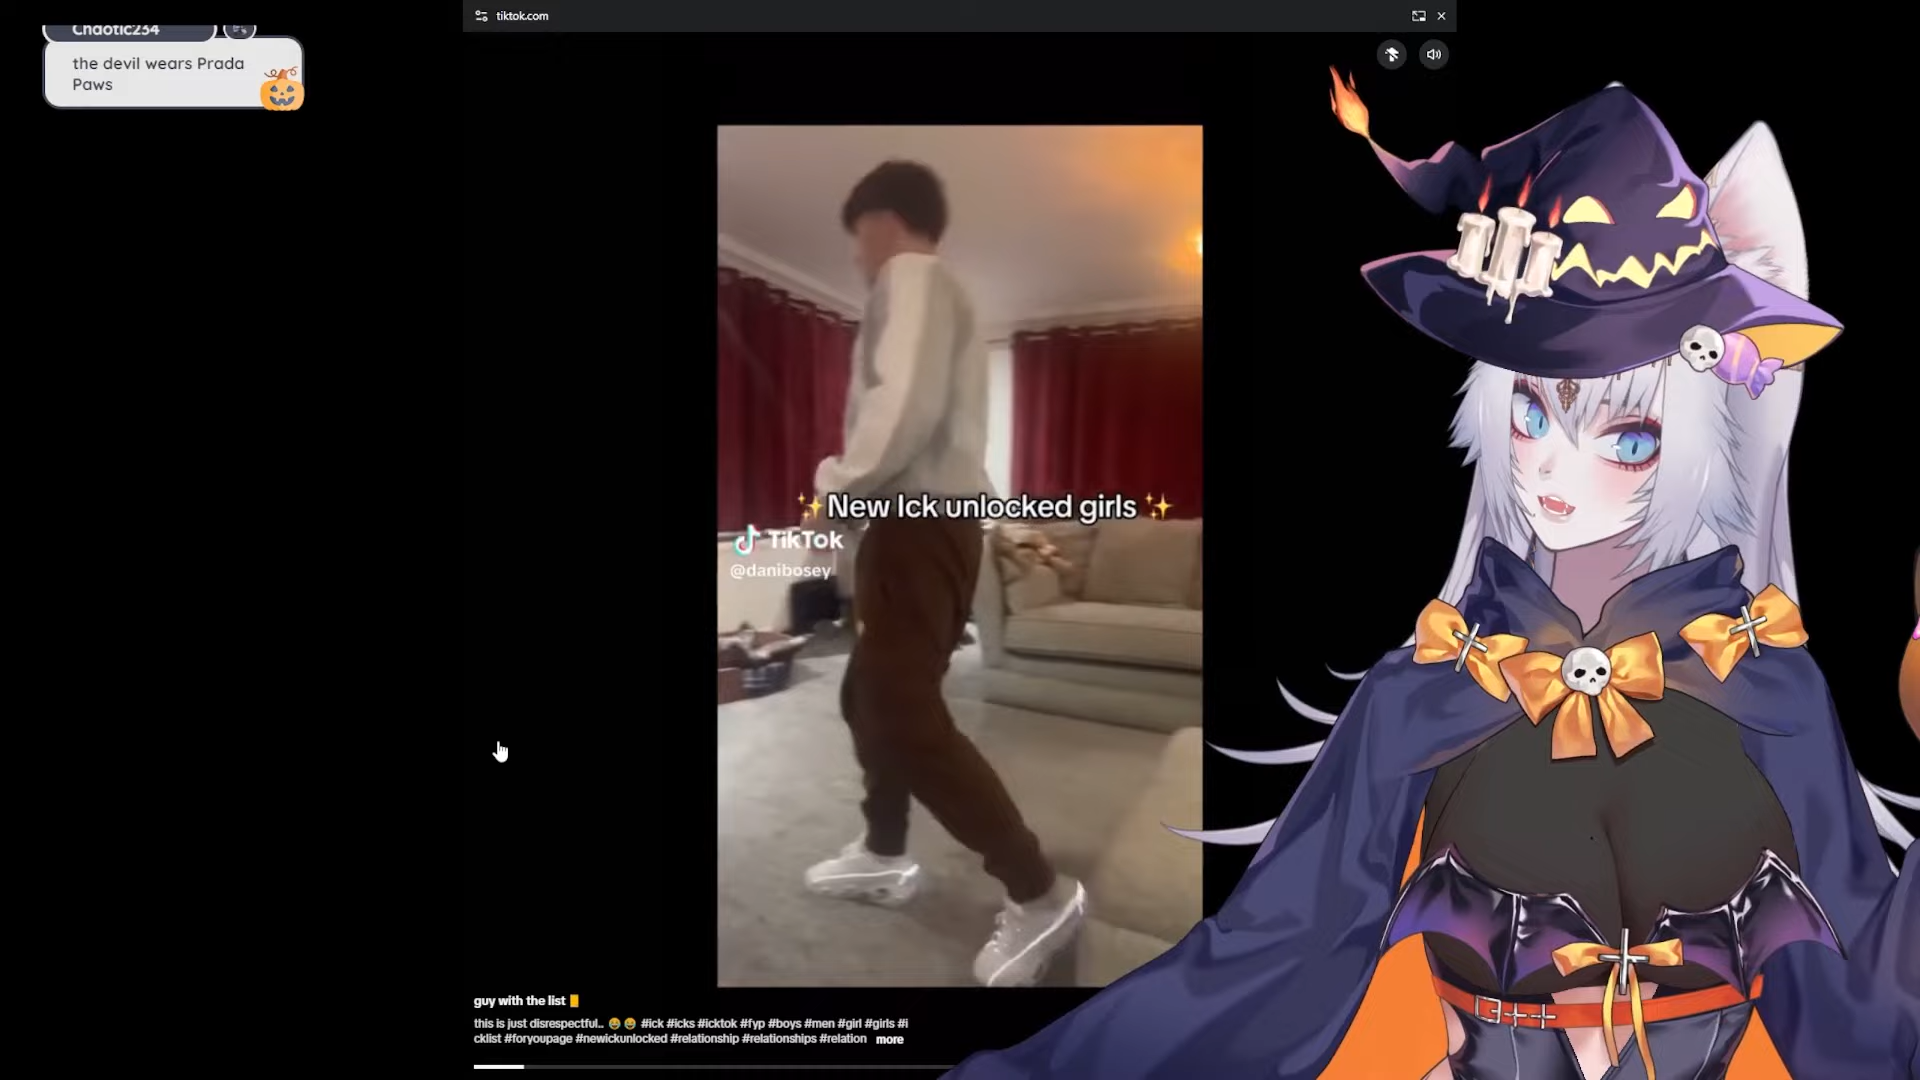 tiktok.com
Chaotic234
the devil wears Prada
Paws
✨New Ick unlocked girls ✨
TikTok
@danibosey
guy with the list
this is just disrespectful.. 😂 😂 #ick #icks #icktok #fyp #boys #men #girl #girls #i
cklist #foryoupage #newickunlocked #relationship #relationships #relation more